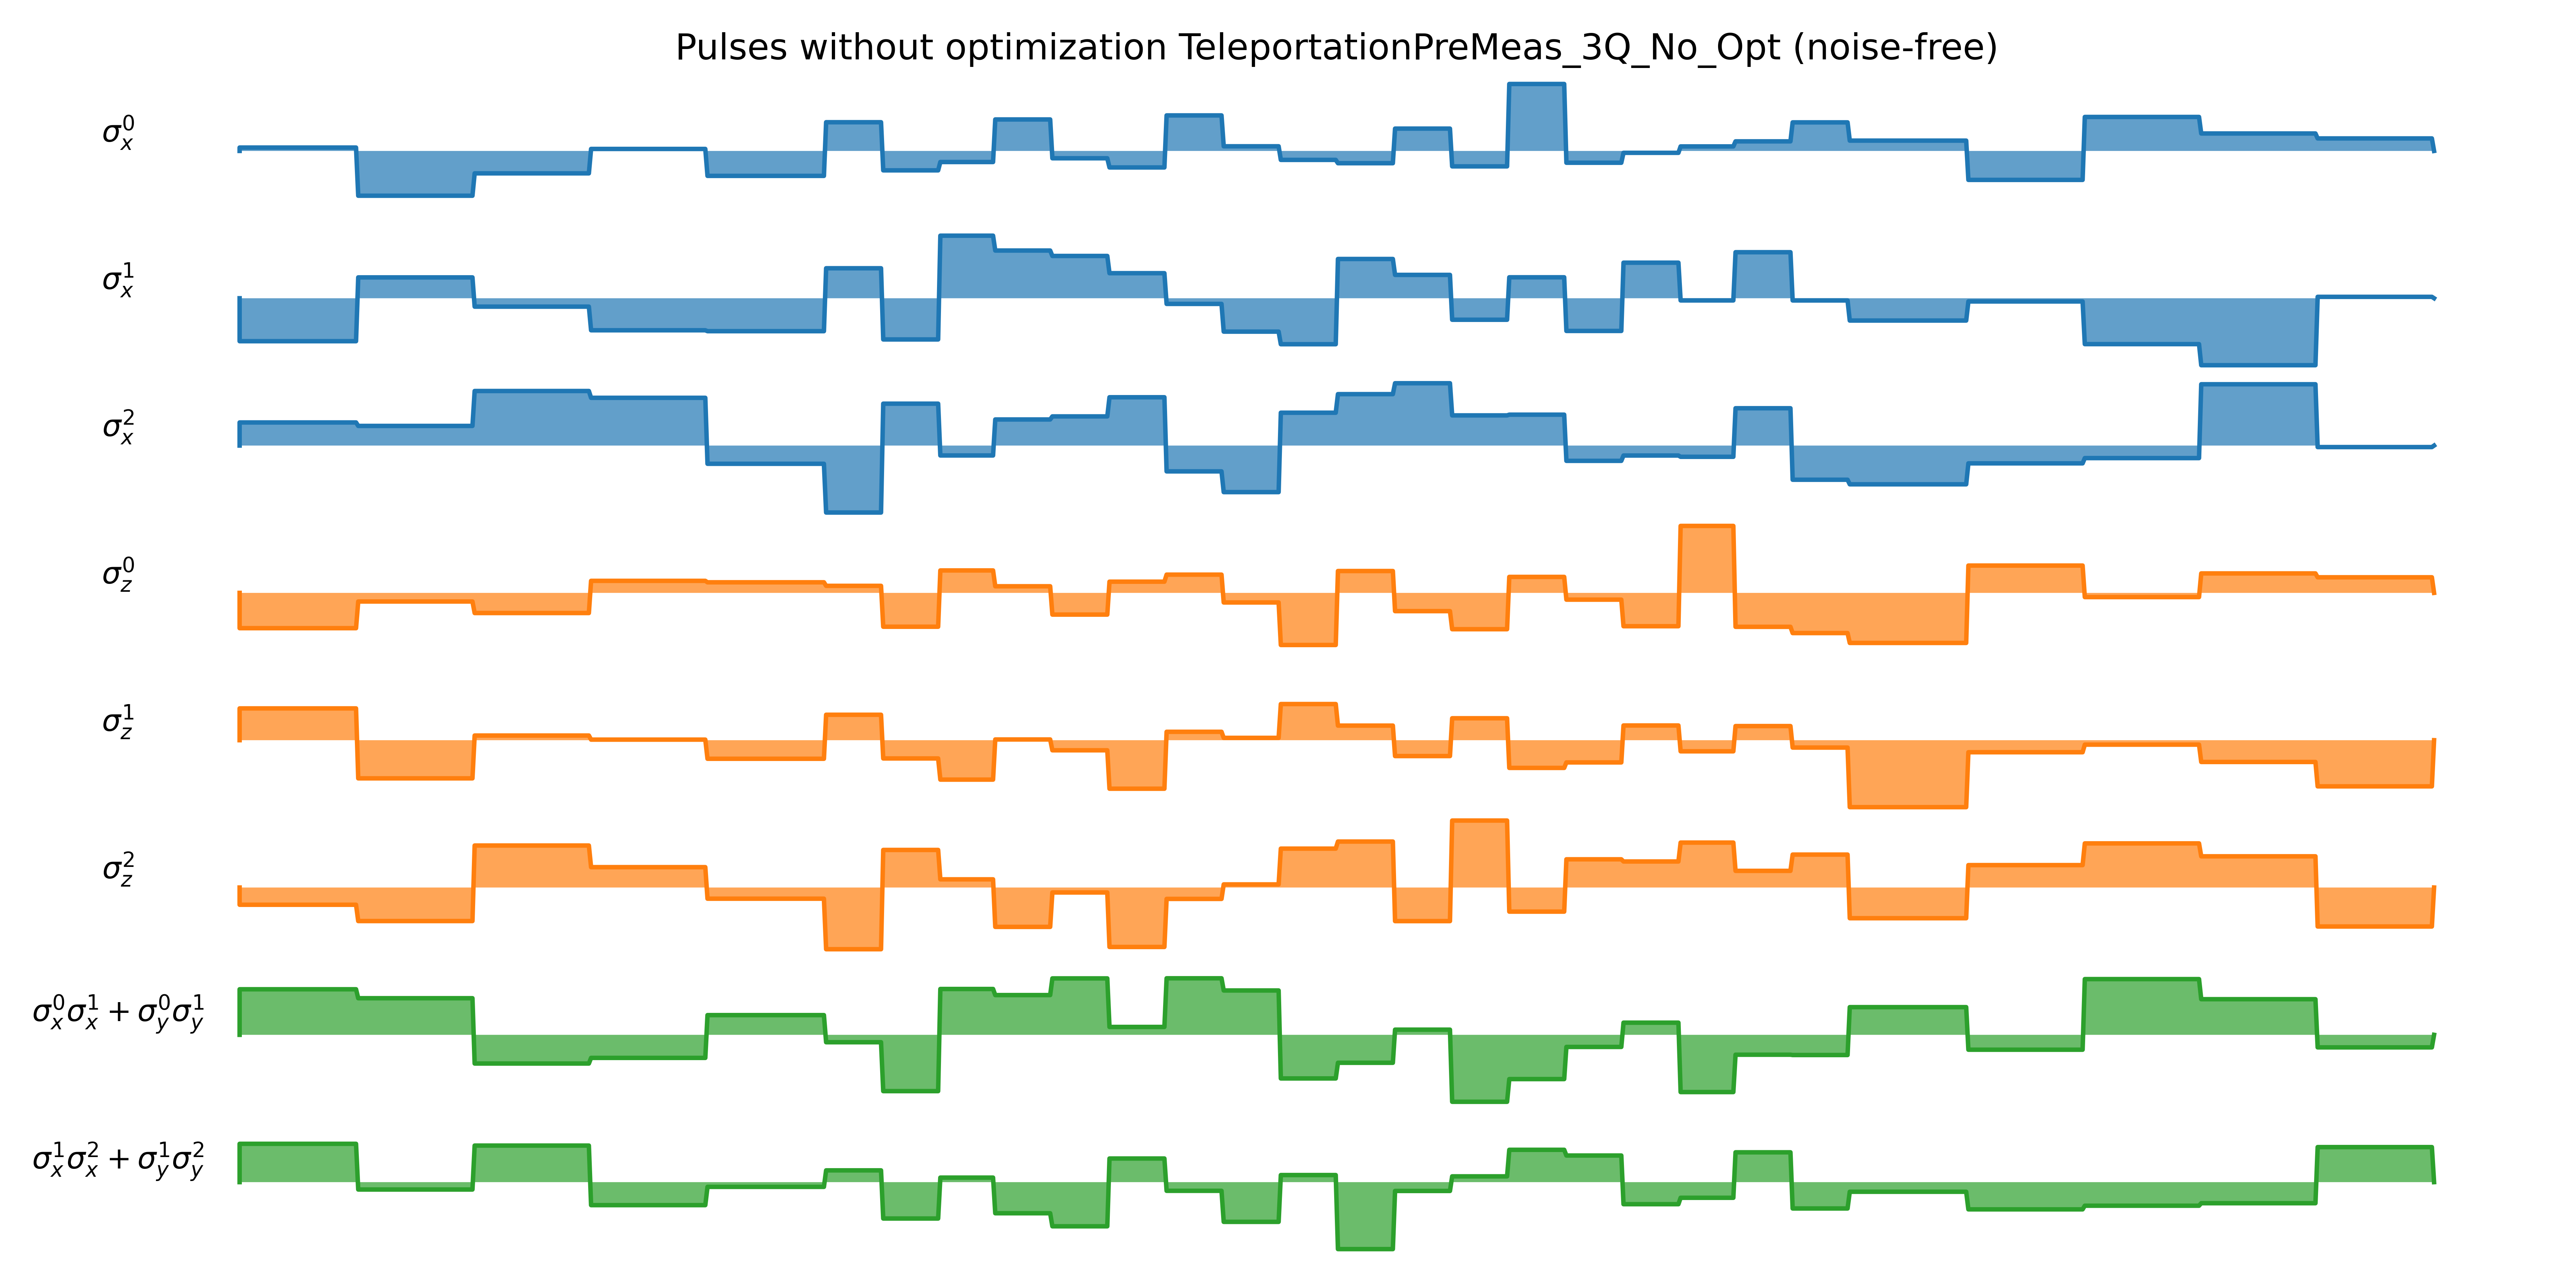 Pulses without optimization TeleportationPreMeas_3Q_No_Opt (noise-free)
σ_x^0
σ_x^1
σ_x^2
σ_z^0
σ_z^1
σ_z^2
σ_x^0σ_x^1 + σ_y^0σ_y^1
σ_x^1σ_x^2 + σ_y^1σ_y^2